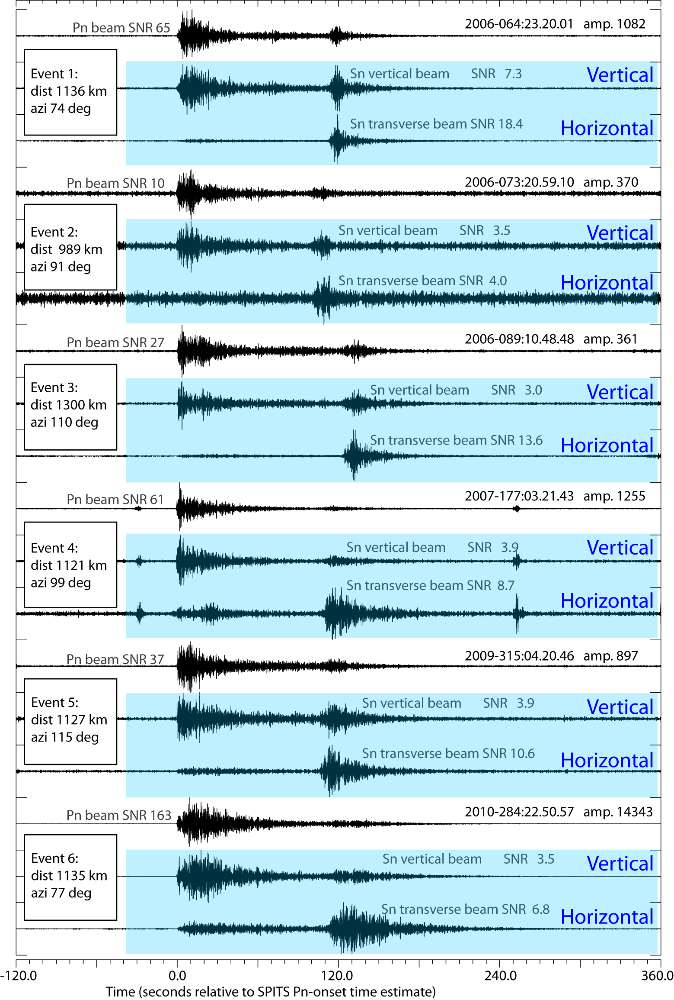 Pn beam SNR 65
2006-064:23.20.01 amp. 1082
Event 1:
dist 1136 km
azi 74 deg
Sn vertical beam SNR 7.3
Vertical
Sn transverse beam SNR 18.4
Horizontal
Pn beam SNR 10
2006-073:20.59.10 amp. 370
Event 2:
dist 989 km
azi 91 deg
Sn vertical beam SNR 3.5
Vertical
Sn transverse beam SNR 4.0
Horizontal
Pn beam SNR 27
2006-089:10.48.48 amp. 361
Event 3:
dist 1300 km
azi 110 deg
Sn vertical beam SNR 3.0
Vertical
Sn transverse beam SNR 13.6
Horizontal
Pn beam SNR 61
2007-177:03.21.43 amp. 1255
Event 4:
dist 1121 km
azi 99 deg
Sn vertical beam SNR 3.9
Vertical
Sn transverse beam SNR 8.7
Horizontal
Pn beam SNR 37
2009-315:04.20.46 amp. 897
Event 5:
dist 1127 km
azi 115 deg
Sn vertical beam SNR 3.9
Vertical
Sn transverse beam SNR 10.6
Horizontal
Pn beam SNR 163
2010-284:22.50.57 amp. 14343
Event 6:
dist 1135 km
azi 77 deg
Sn vertical beam SNR 3.5
Vertical
Sn transverse beam SNR 6.8
Horizontal
-120.0 0.0 120.0 240.0 360.0
Time (seconds relative to SPITS Pn-onset time estimate)